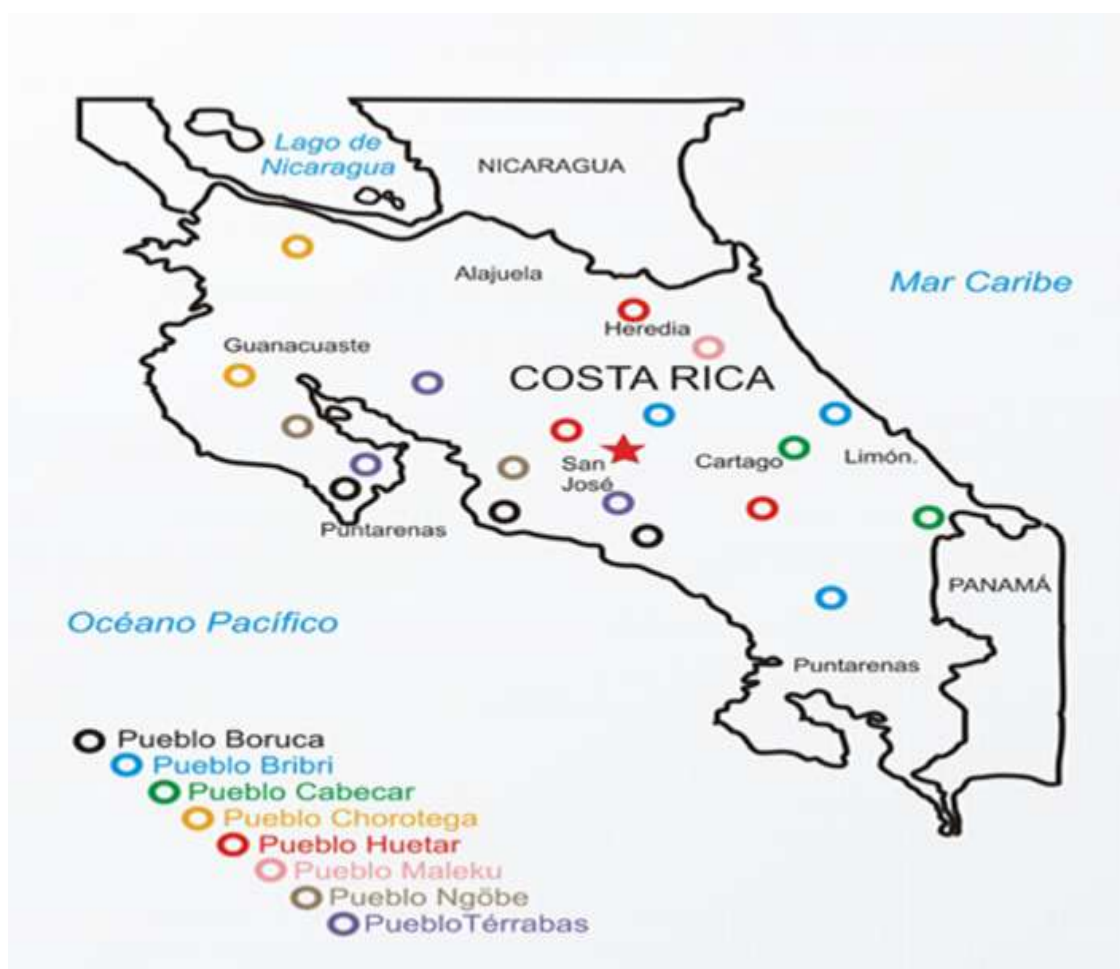 Lago de
Nicaragua
NICARAGUA
Alajuela
Mar Caribe
Heredia
Guanacuaste
COSTA RICA
San
José
Cartago
Limón.
Puntarenas
PANAMÁ
Océano Pacífico
Puntarenas
Pueblo Boruca
Pueblo Bribri
Pueblo Cabecar
Pueblo Chorotega
Pueblo Huetar
Pueblo Maleku
Pueblo Ngöbe
PuebloTérrabas